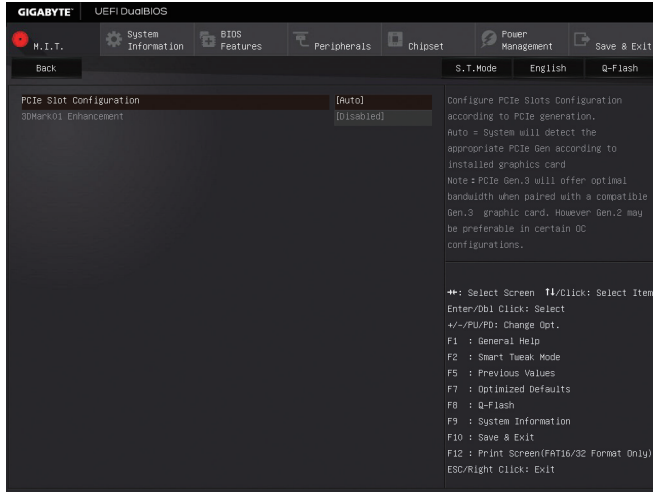 GIGABYTE™ UEFI DualBIOS
M.I.T. System Information BIOS Features Peripherals Chipset Power Management Save & Exit
Back S.T.Mode English Q-Flash
PCIe Slot Configuration [Auto]
3DMark01 Enhancement [Disabled]
Configure PCIe Slots Configuration
according to PCIe generation.
Auto = System will detect the
appropriate PCIe Gen according to
installed graphics card
Note:PCIe Gen.3 will offer optimal
bandwidth when paired with a compatible
Gen.3 graphic card. However Gen.2 may
be preferable in certain OC
configurations.
→←: Select Screen ↑↓/Click: Select Item
Enter/Dbl Click: Select
+/-/PU/PD: Change Opt.
F1 : General Help
F2 : Smart Tweak Mode
F5 : Previous Values
F7 : Optimized Defaults
F8 : Q-Flash
F9 : System Information
F10 : Save & Exit
F12 : Print Screen(FAT16/32 Format Only)
ESC/Right Click: Exit